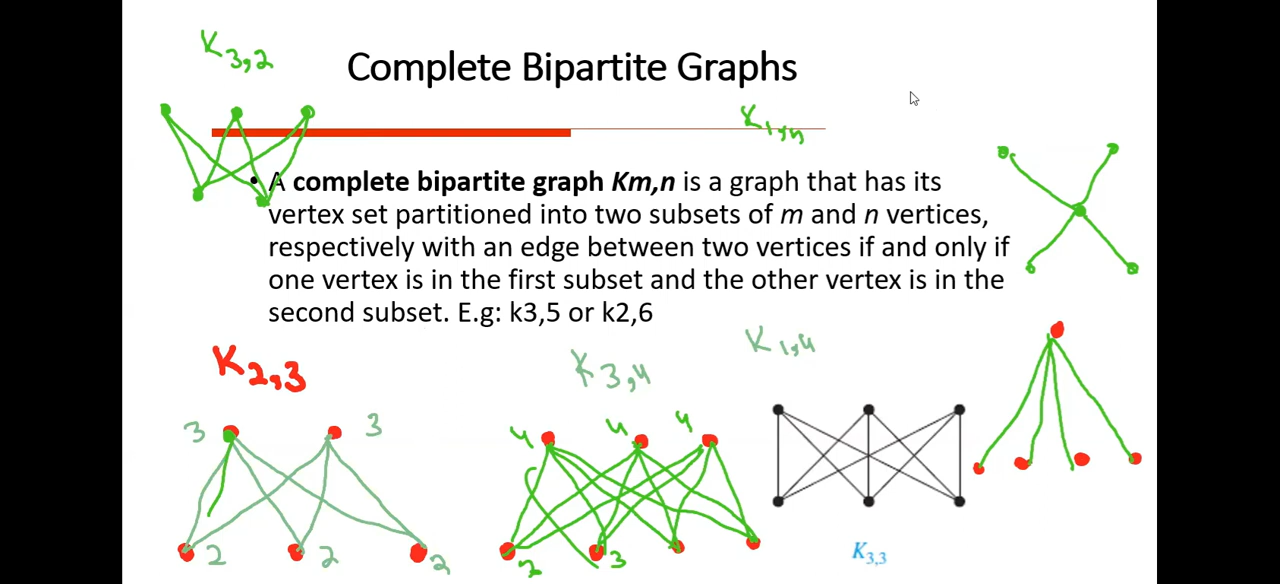 K3,2
Complete Bipartite Graphs
K1,n
• A complete bipartite graph Km,n is a graph that has its
vertex set partitioned into two subsets of m and n vertices,
respectively with an edge between two vertices if and only if
one vertex is in the first subset and the other vertex is in the
second subset. E.g: k3,5 or k2,6
K2,3
K3,4
K1,4
3 3
4 4 4
2 2 2
3
K3,3